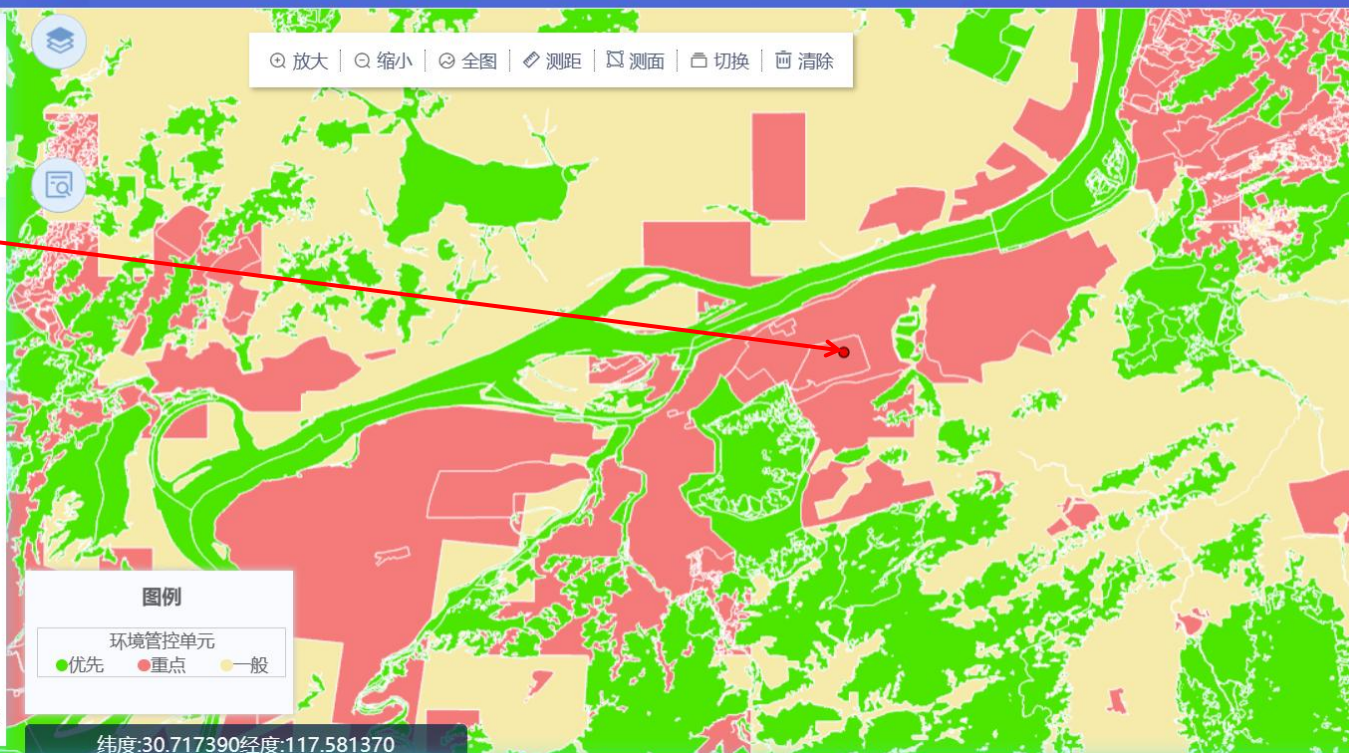 放大 缩小 全图 测距 测面 切换 清除
图例
环境管控单元
优先 重点 一般
纬度:30.717390经度:117.581370